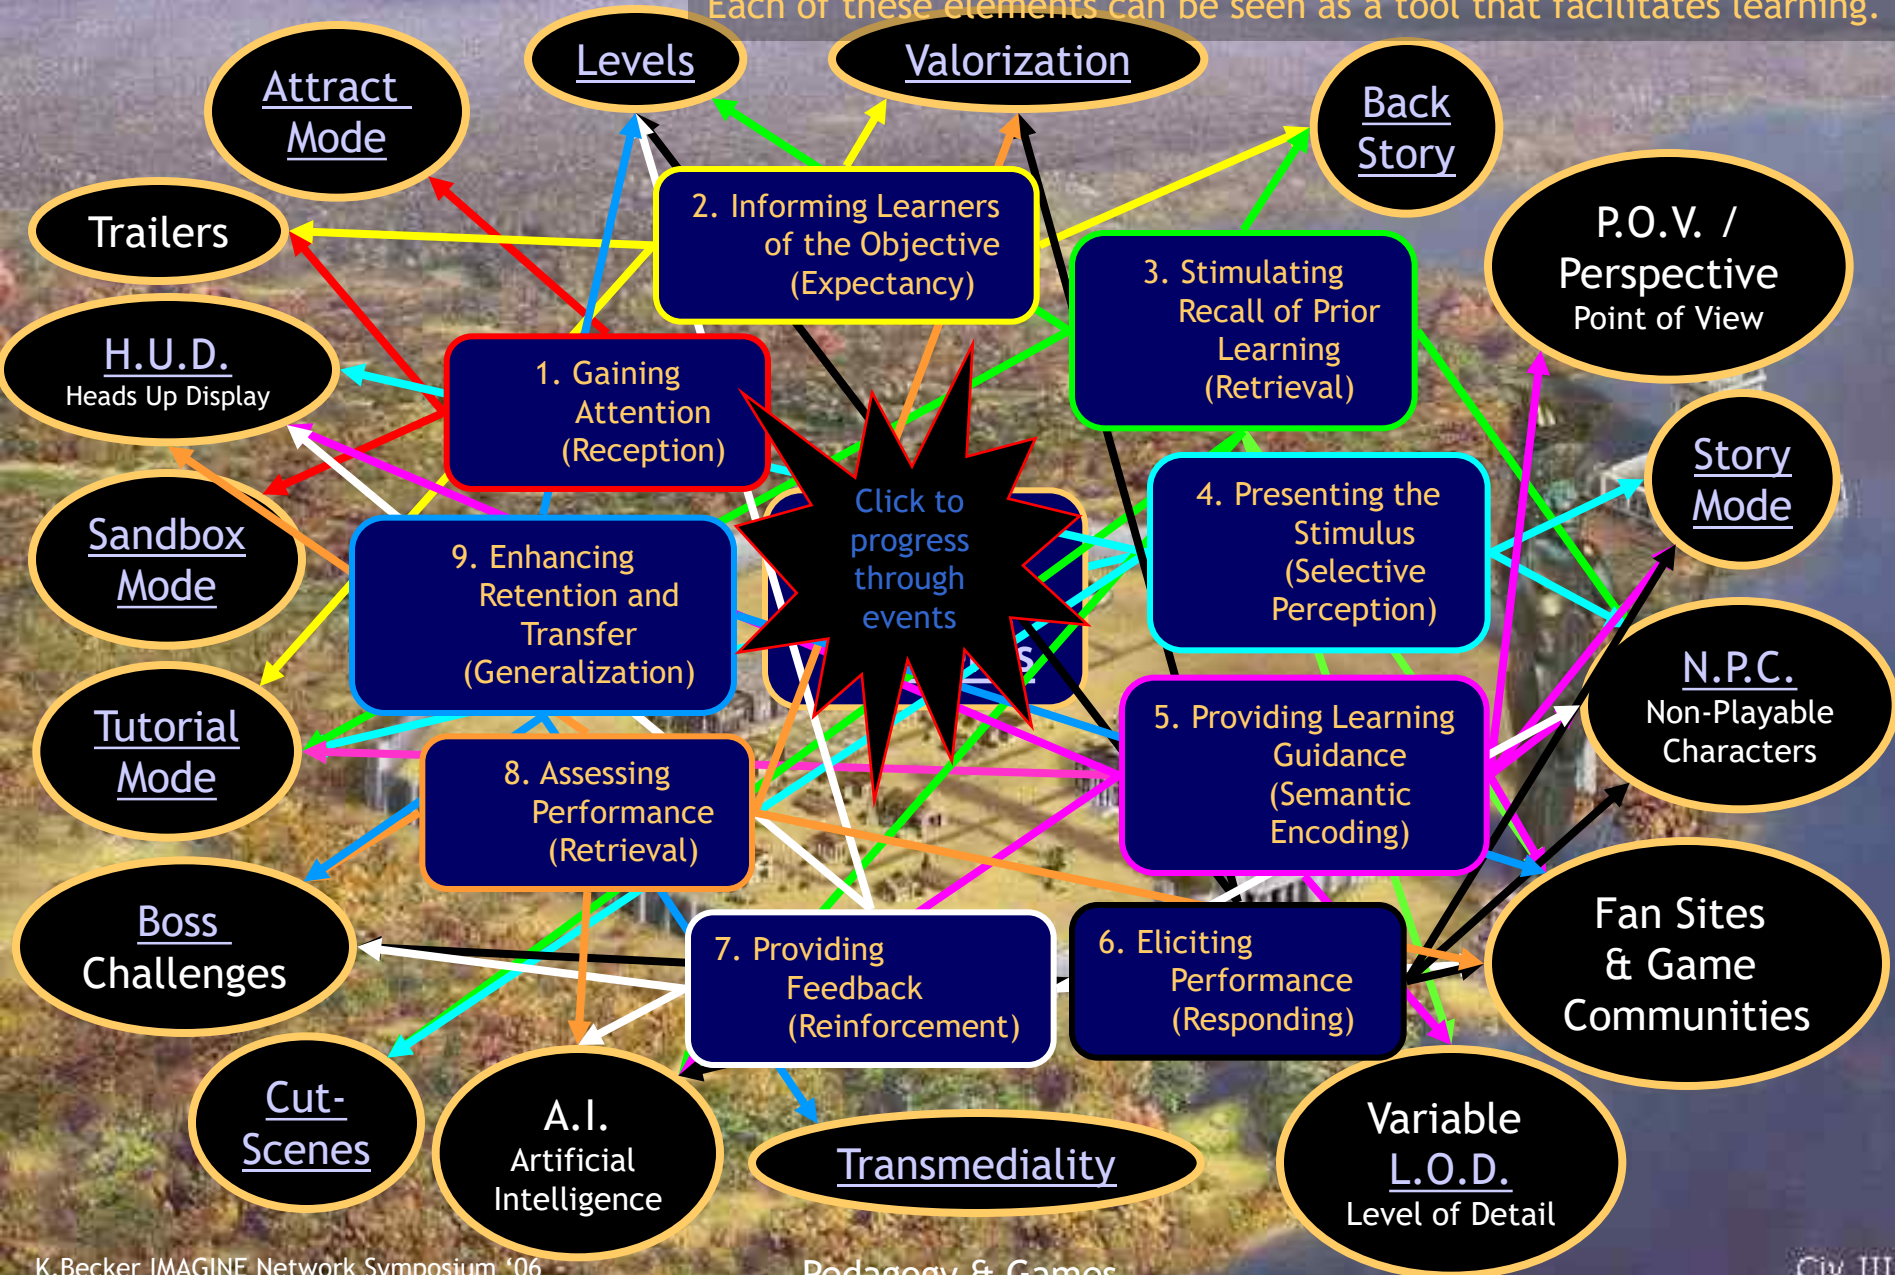 Each of these elements can be seen as a tool that facilitates learning.
Attract
Mode
Levels
Valorization
Back
Story
Trailers
P.O.V. /
Perspective
Point of View
H.U.D.
Heads Up Display
Story
Mode
Sandbox
Mode
N.P.C.
Non-Playable
Characters
Tutorial
Mode
Boss
Challenges
Fan Sites
& Game
Communities
Cut-
Scenes
A.I.
Artificial
Intelligence
Transmediality
Variable
L.O.D.
Level of Detail
1. Gaining
Attention
(Reception)
2. Informing Learners
of the Objective
(Expectancy)
3. Stimulating
Recall of Prior
Learning
(Retrieval)
4. Presenting the
Stimulus
(Selective
Perception)
5. Providing Learning
Guidance
(Semantic
Encoding)
6. Eliciting
Performance
(Responding)
7. Providing
Feedback
(Reinforcement)
8. Assessing
Performance
(Retrieval)
9. Enhancing
Retention and
Transfer
(Generalization)
Click to
progress
through
events
K.Becker IMAGINE Network Symposium ‘06
Pedagogy & Games
Civ III